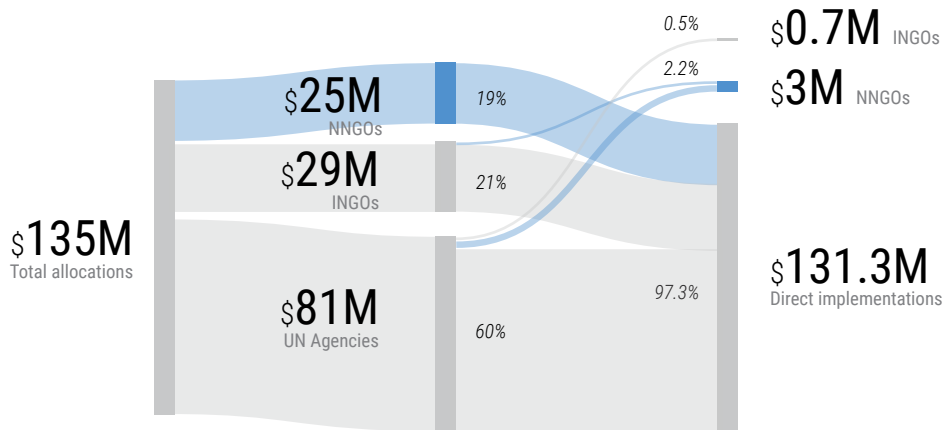 0.5%
$0.7M INGOs
2.2%
$3M NNGOs
$25M
NNGOs
19%
$29M
INGOs
21%
$135M
Total allocations
$81M
UN Agencies
60%
97.3%
$131.3M
Direct implementations